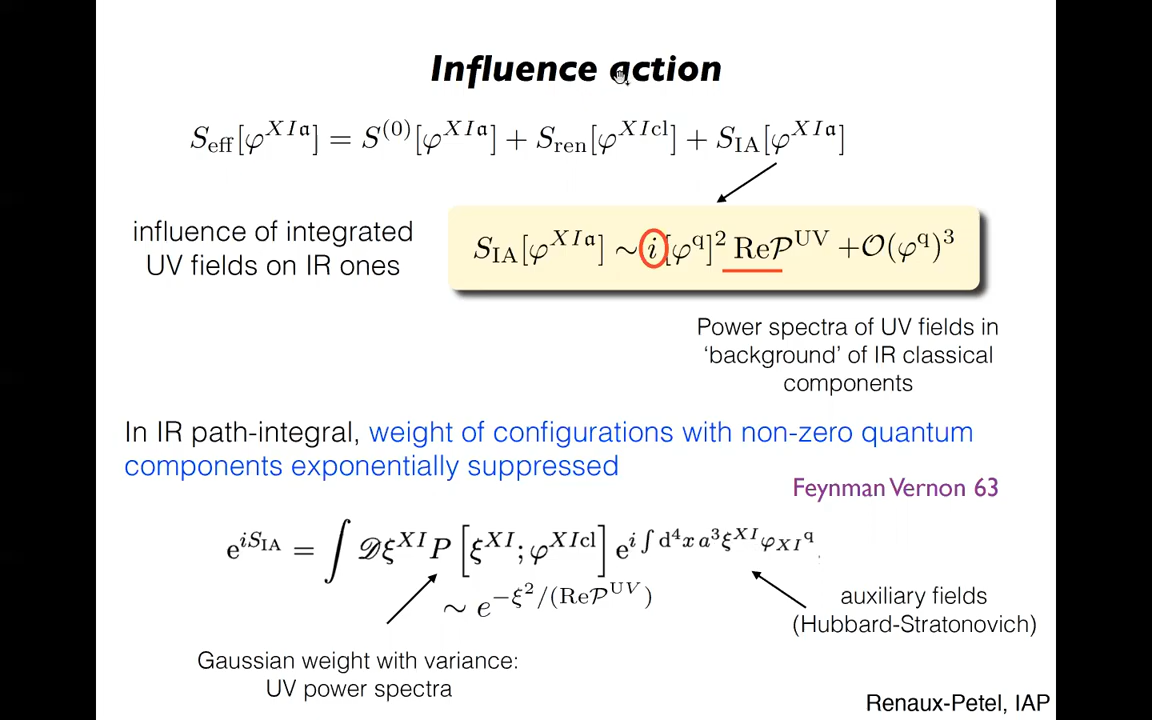 Influence action
S_eff[φ^{XI𝔞}] = S^{(0)}[φ^{XI𝔞}] + S_ren[φ^{XIcl}] + S_IA[φ^{XI𝔞}]
influence of integrated
UV fields on IR ones
S_IA[φ^{XI𝔞}] ∼ i[φ^q]^2 Re𝒫^{UV} + 𝒪(φ^q)^3
Power spectra of UV fields in
‘background’ of IR classical
components
In IR path-integral, weight of configurations with non-zero quantum
components exponentially suppressed
Feynman Vernon 63
e^{iS_IA} = ∫ 𝒟ξ^{XI} P [ξ^{XI}; φ^{XIcl}] e^{i ∫ d^4x a^3 ξ^{XI} φ_{XI}^q}
∼ e^{−ξ^2/(Re𝒫^{UV})}
auxiliary fields
(Hubbard-Stratonovich)
Gaussian weight with variance:
UV power spectra
Renaux-Petel, IAP